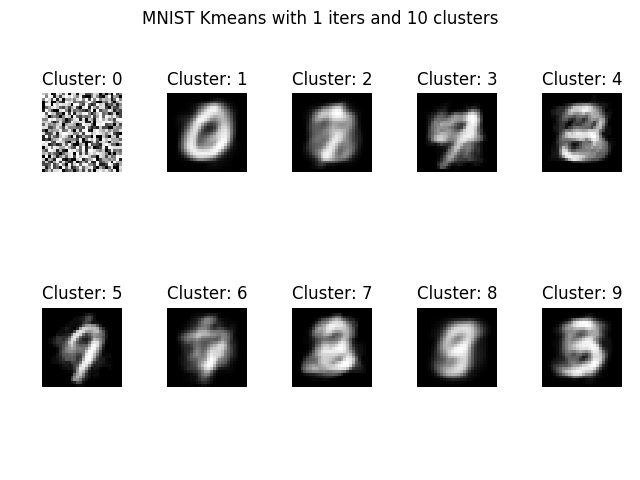 MNIST Kmeans with 1 iters and 10 clusters
Cluster: 0 Cluster: 1 Cluster: 2 Cluster: 3 Cluster: 4
Cluster: 5 Cluster: 6 Cluster: 7 Cluster: 8 Cluster: 9